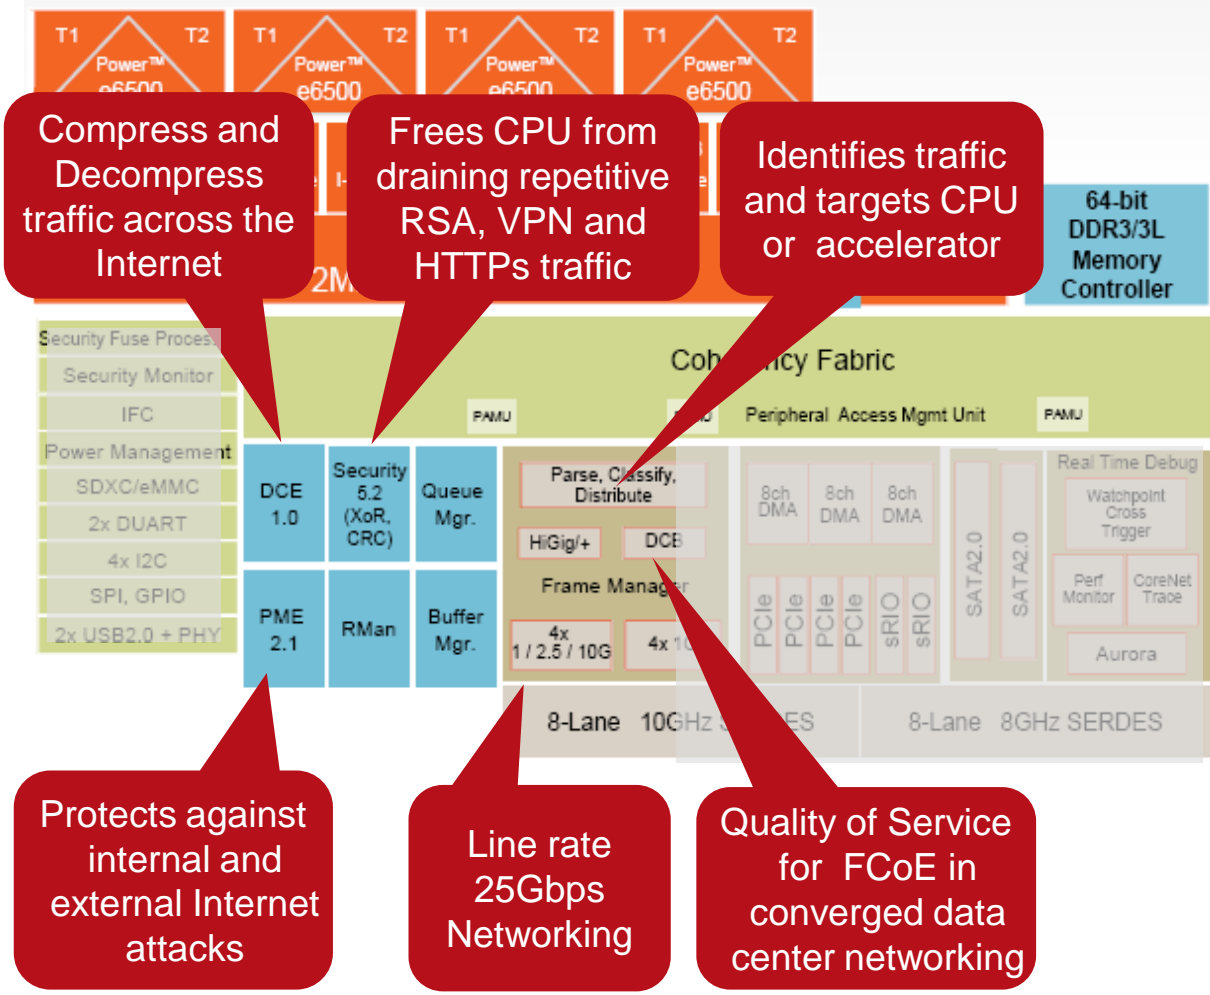 T1 T2 T1 T2 T1 T2 T1 T2
Power™ Power™ Power™ Power™
e6500 e6500 e6500 e6500
Compress and
Decompress
traffic across the
Internet
Frees CPU from
draining repetitive
RSA, VPN and
HTTPs traffic
Identifies traffic
and targets CPU
or accelerator
64-bit
DDR3/3L
Memory
Controller
Security Fuse
Security Monitor
IFC
Power Management
SDXC/eMMC
2x DUART
4x I2C
SPI, GPIO
2x USB2.0 + PHY
Fabric
PAMU
Peripheral Access Mgmt Unit
PAMU
DCE
1.0
Security
5.2
(XoR,
CRC)
Queue
Mgr.
PME
2.1
RMan
Buffer
Mgr.
Parse, Classify,
Distribute
HiGig/+
DCB
Frame Manager
4x
1 / 2.5 / 10G
4x
8ch
DMA
8ch
DMA
8ch
DMA
PCIe
PCIe
PCIe
PCIe
sRIO
sRIO
SATA2.0
SATA2.0
Real Time Debug
Watchpoint
Cross
Trigger
Perf
Monitor
CoreNet
Trace
Aurora
8-Lane 10GHz
8-Lane 8GHz SERDES
Protects against
internal and
external Internet
attacks
Line rate
25Gbps
Networking
Quality of Service
for FCoE in
converged data
center networking